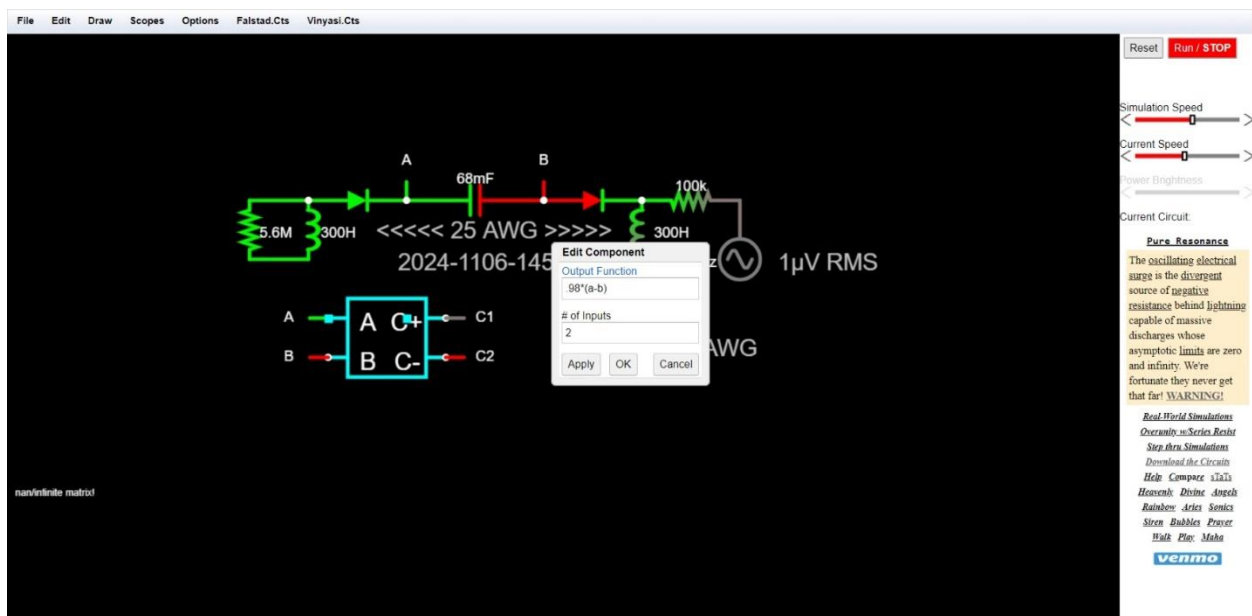 File Edit Draw Scopes Options Falstad.Cts Vinyasi.Cts
Reset Run / STOP
Simulation Speed
Current Speed
Power Brightness
Current Circuit:
Pure Resonance
The oscillating electrical
surge is the divergent
source of negative
resistance behind lightning
capable of massive
discharges whose
asymptotic limits are zero
and infinity. We're
fortunate they never get
that far! WARNING!
Real-World Simulations
Overunity w/Series Resist
Step thru Simulations
Download the Circuits
Help Compare sTaTs
Heavenly Divine Angels
Rainbow Aries Sonics
Siren Bubbles Prayer
Walk Play Maha
venmo
A B
68mF 100k
5.6M 300H <<<<< 25 AWG >>>>> 300H
2024-1106-145 z 1µV RMS
Edit Component
Output Function
.98*(a-b)
# of Inputs
2
Apply OK Cancel
AWG
A A C+ C1
B B C- C2
nan/infinite matrix!